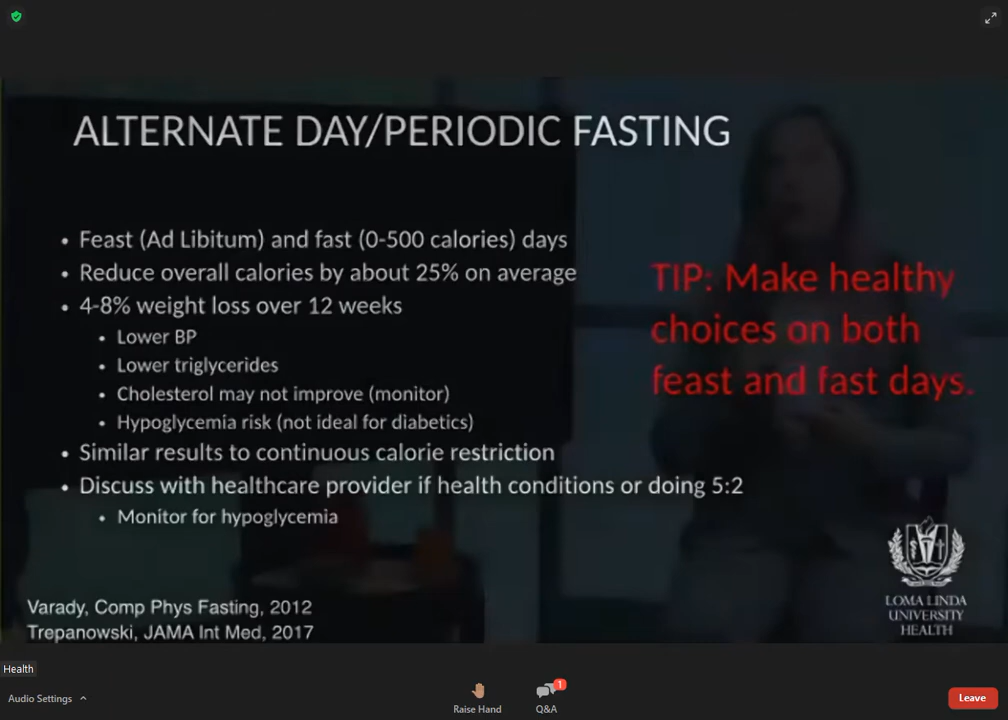 ALTERNATE DAY/PERIODIC FASTING
• Feast (Ad Libitum) and fast (0-500 calories) days
• Reduce overall calories by about 25% on average
• 4-8% weight loss over 12 weeks
• Lower BP
• Lower triglycerides
• Cholesterol may not improve (monitor)
• Hypoglycemia risk (not ideal for diabetics)
• Similar results to continuous calorie restriction
• Discuss with healthcare provider if health conditions or doing 5:2
• Monitor for hypoglycemia
TIP: Make healthy
choices on both
feast and fast days.
Varady, Comp Phys Fasting, 2012
Trepanowski, JAMA Int Med, 2017
LOMA LINDA
UNIVERSITY
HEALTH
Health
Audio Settings
Raise Hand
1
Q&A
Leave